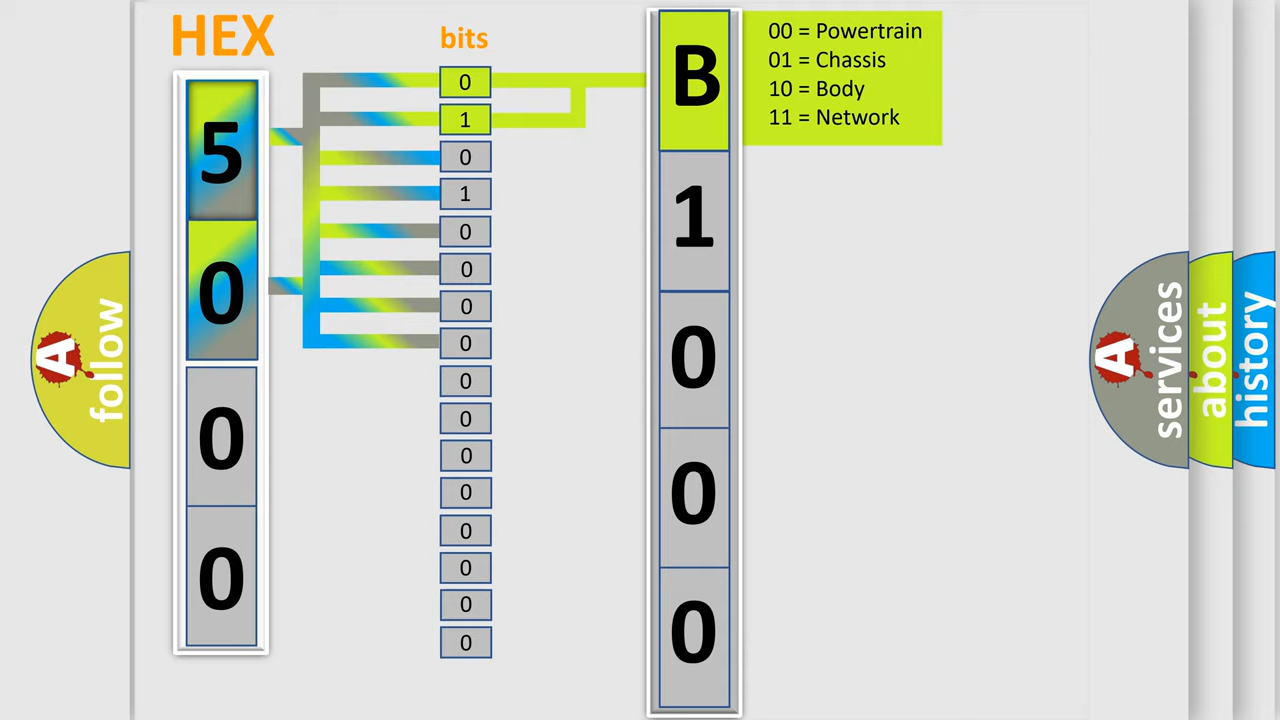 HEX
bits
5
0
0
0
0
1
0
1
0
0
0
0
0
0
0
0
0
0
0
0
B
1
0
0
0
00 = Powertrain
01 = Chassis
10 = Body
11 = Network
A
follow
A
services
about
history